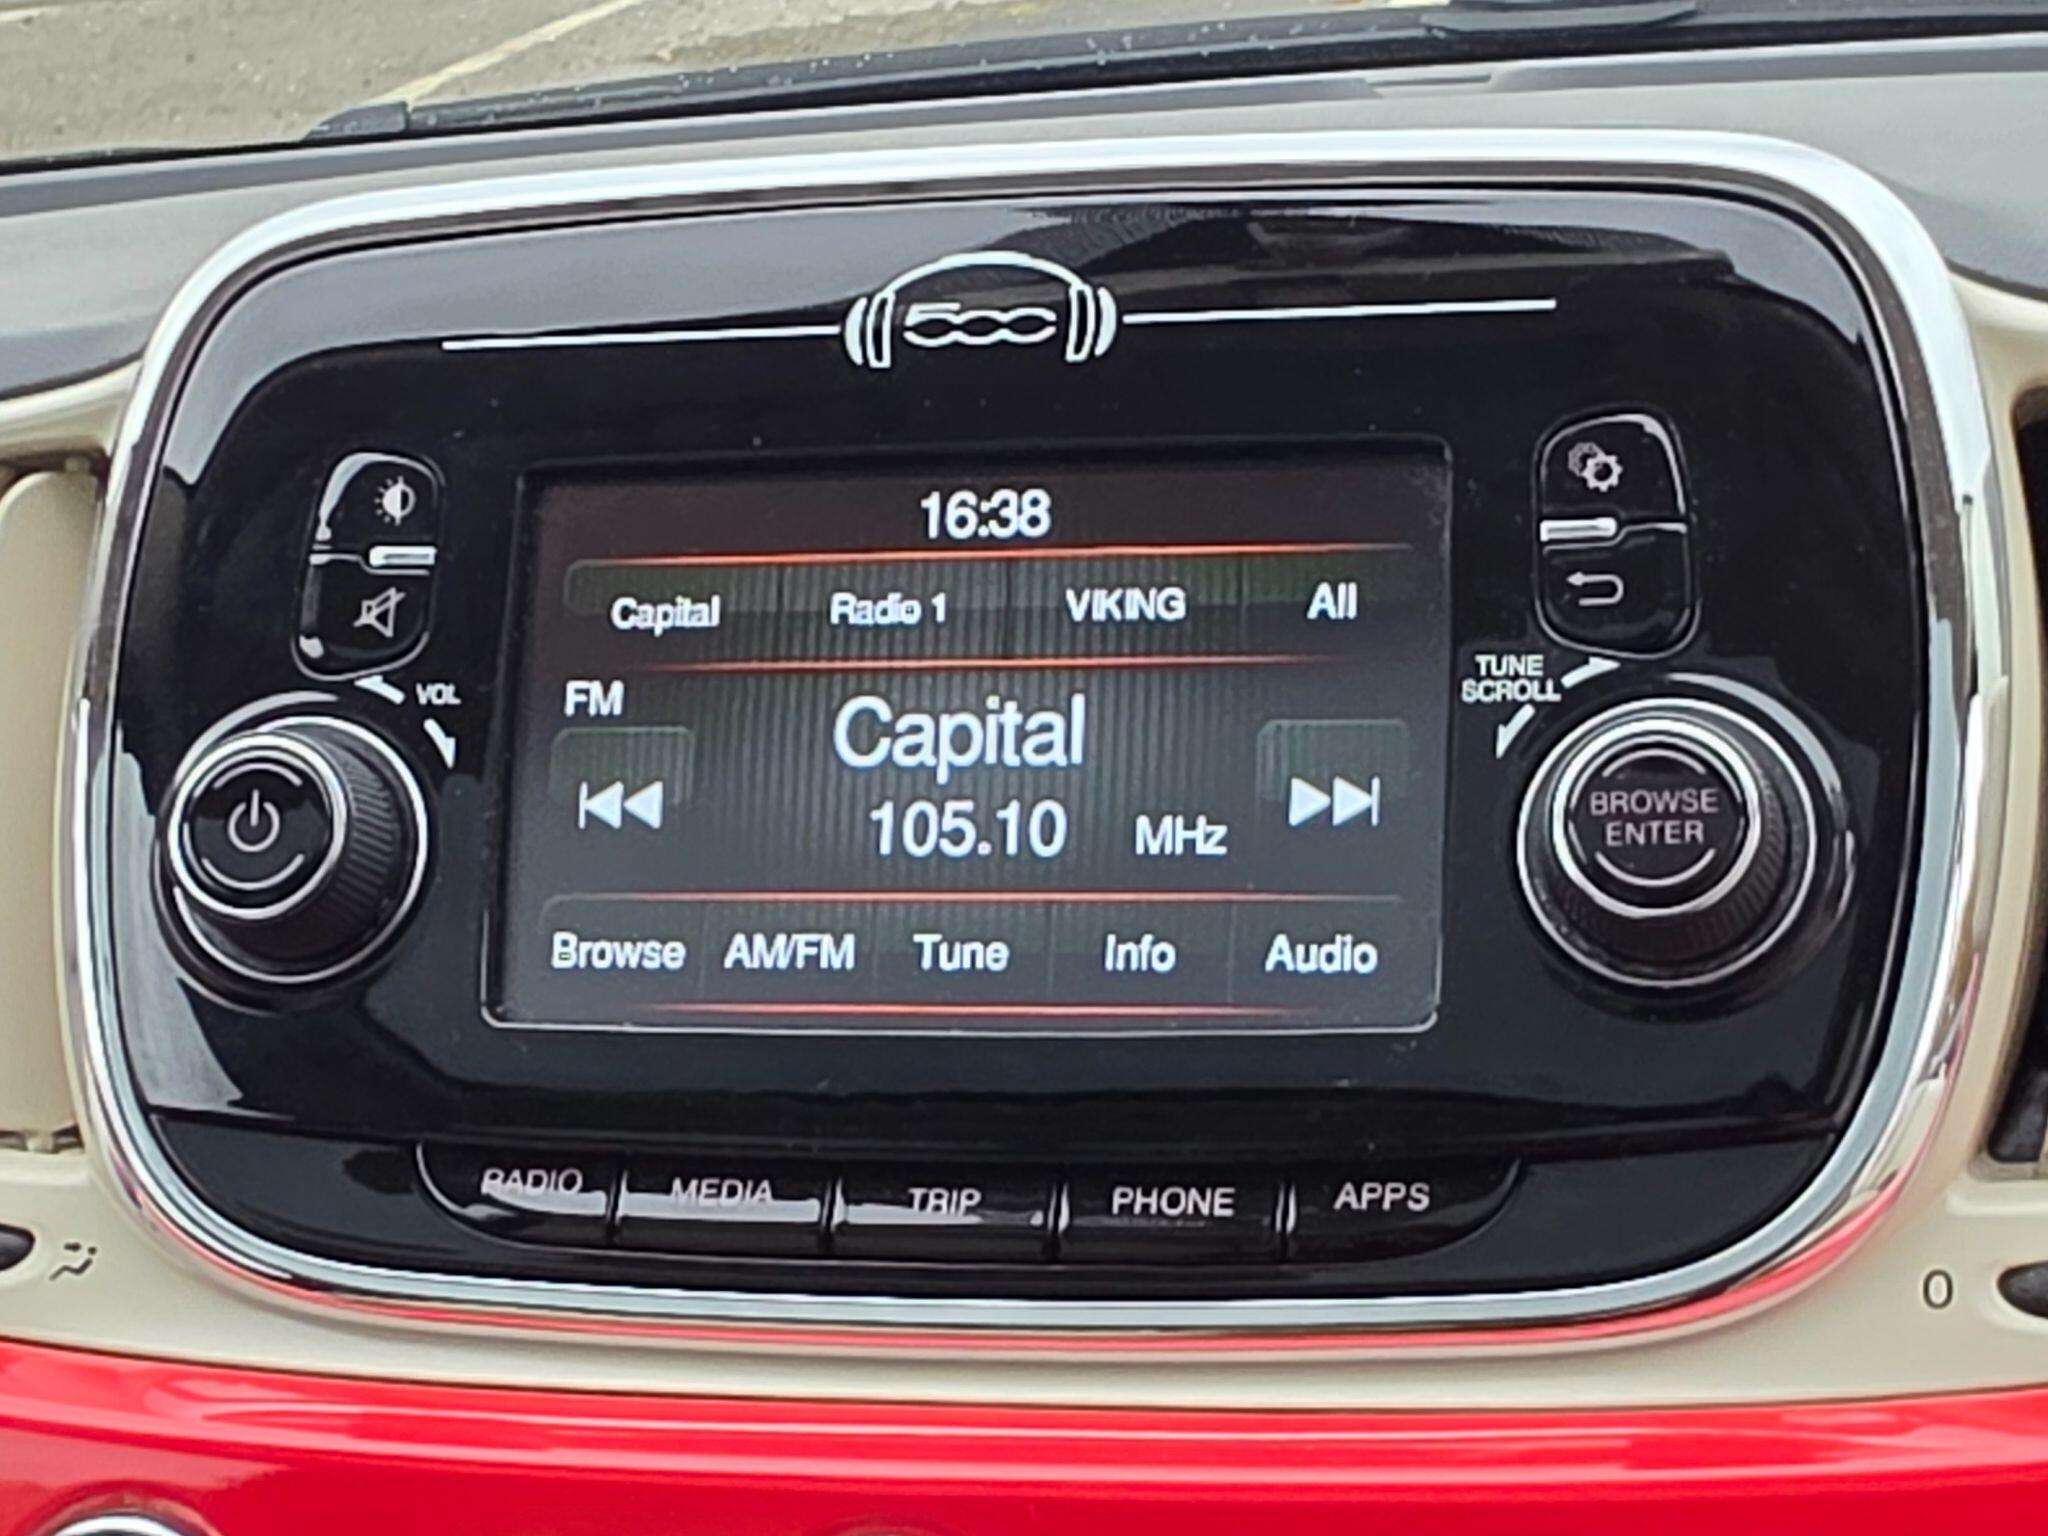 500
16:38
Capital Radio 1 VIKING All
FM
Capital
105.10 MHz
Browse AM/FM Tune Info Audio
VOL
TUNE
SCROLL
BROWSE
ENTER
RADIO MEDIA TRIP PHONE APPS
0